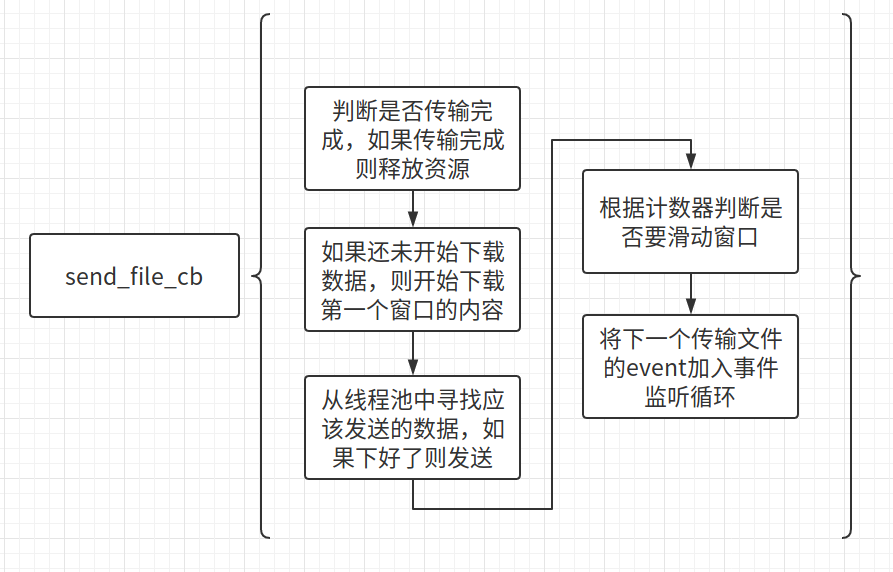 send_file_cb
判断是否传输完
成，如果传输完成
则释放资源
如果还未开始下载
数据，则开始下载
第一个窗口的内容
从线程池中寻找应
该发送的数据，如
果下好了则发送
根据计数器判断是
否要滑动窗口
将下一个传输文件
的event加入事件
监听循环